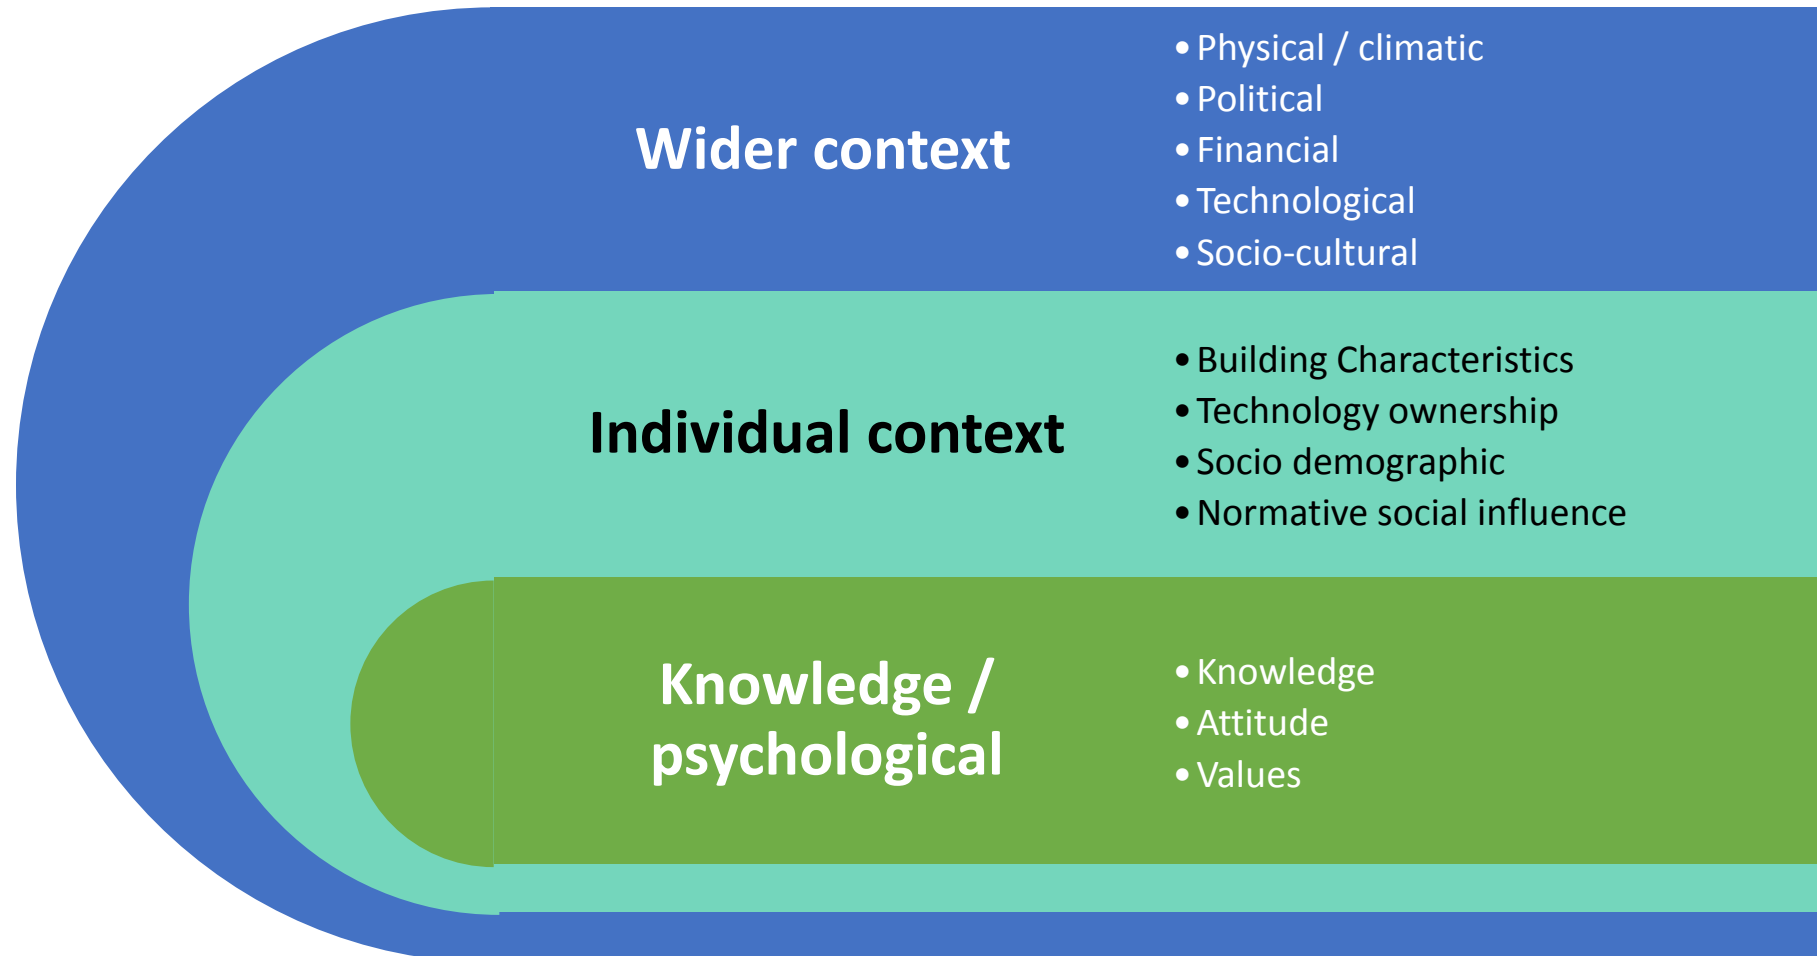 Wider context
• Physical / climatic
• Political
• Financial
• Technological
• Socio-cultural
Individual context
• Building Characteristics
• Technology ownership
• Socio demographic
• Normative social influence
Knowledge /
psychological
• Knowledge
• Attitude
• Values